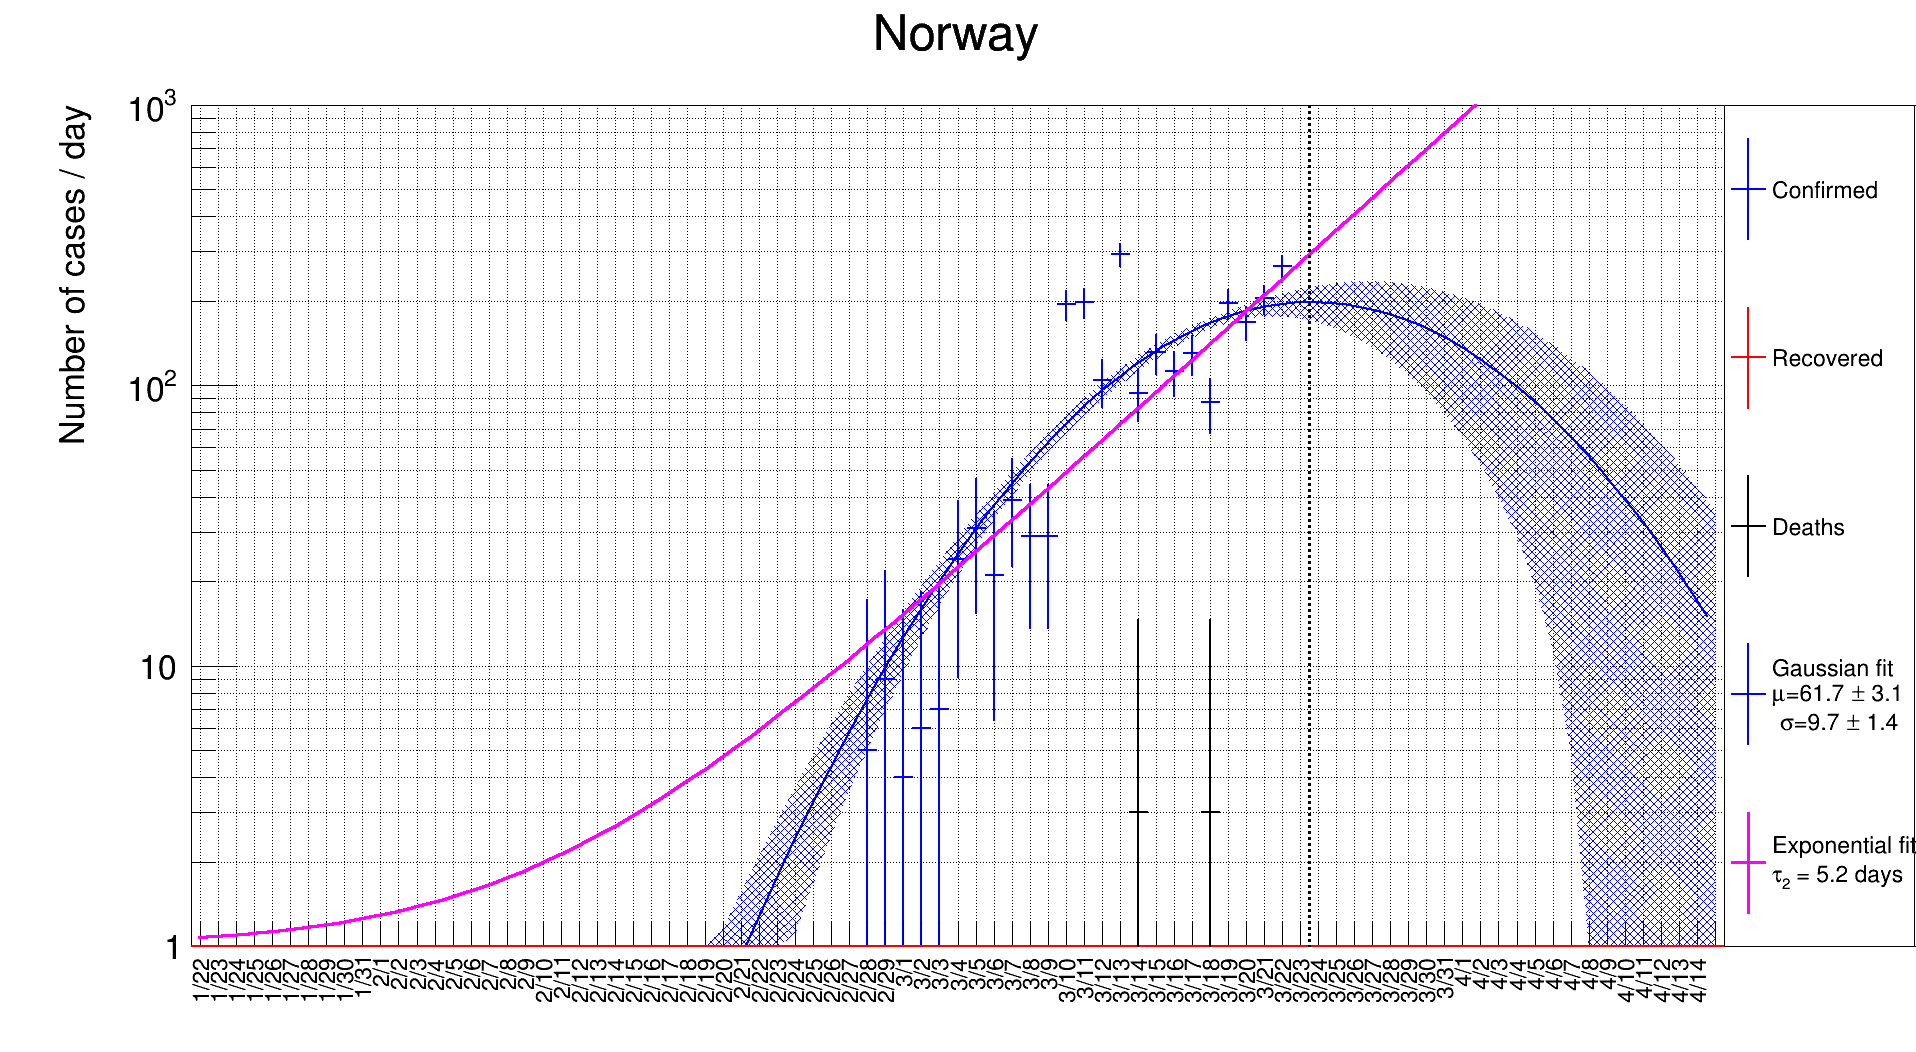 Norway
Number of cases / day
10³
10²
10
1
1/22 1/23 1/24 1/25 1/26 1/27 1/28 1/29 1/30 1/31 2/1 2/2 2/3 2/4 2/5 2/6 2/7 2/8 2/9 2/10 2/11 2/12 2/13 2/14 2/15 2/16 2/17 2/18 2/19 2/20 2/21 2/22 2/23 2/24 2/25 2/26 2/27 2/28 2/29 3/1 3/2 3/3 3/4 3/5 3/6 3/7 3/8 3/9 3/10 3/11 3/12 3/13 3/14 3/15 3/16 3/17 3/18 3/19 3/20 3/21 3/22 3/23 3/24 3/25 3/26 3/27 3/28 3/29 3/30 3/31 4/1 4/2 4/3 4/4 4/5 4/6 4/7 4/8 4/9 4/10 4/11 4/12 4/13 4/14
Confirmed
Recovered
Deaths
Gaussian fit
μ=61.7 ± 3.1
σ=9.7 ± 1.4
Exponential fit
τ₂ = 5.2 days